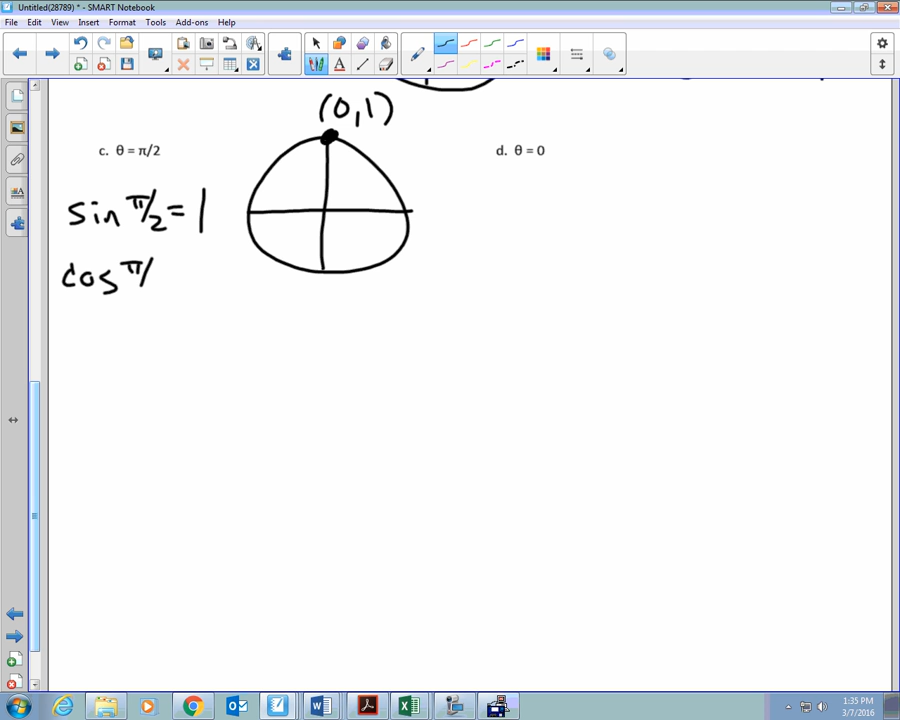 Untitled(28789) * - SMART Notebook
File Edit View Insert Format Tools Add-ons Help
(0,1)
c. θ = π/2
d. θ = 0
sin π/2 = 1
cos π/
1:35 PM
3/7/2016